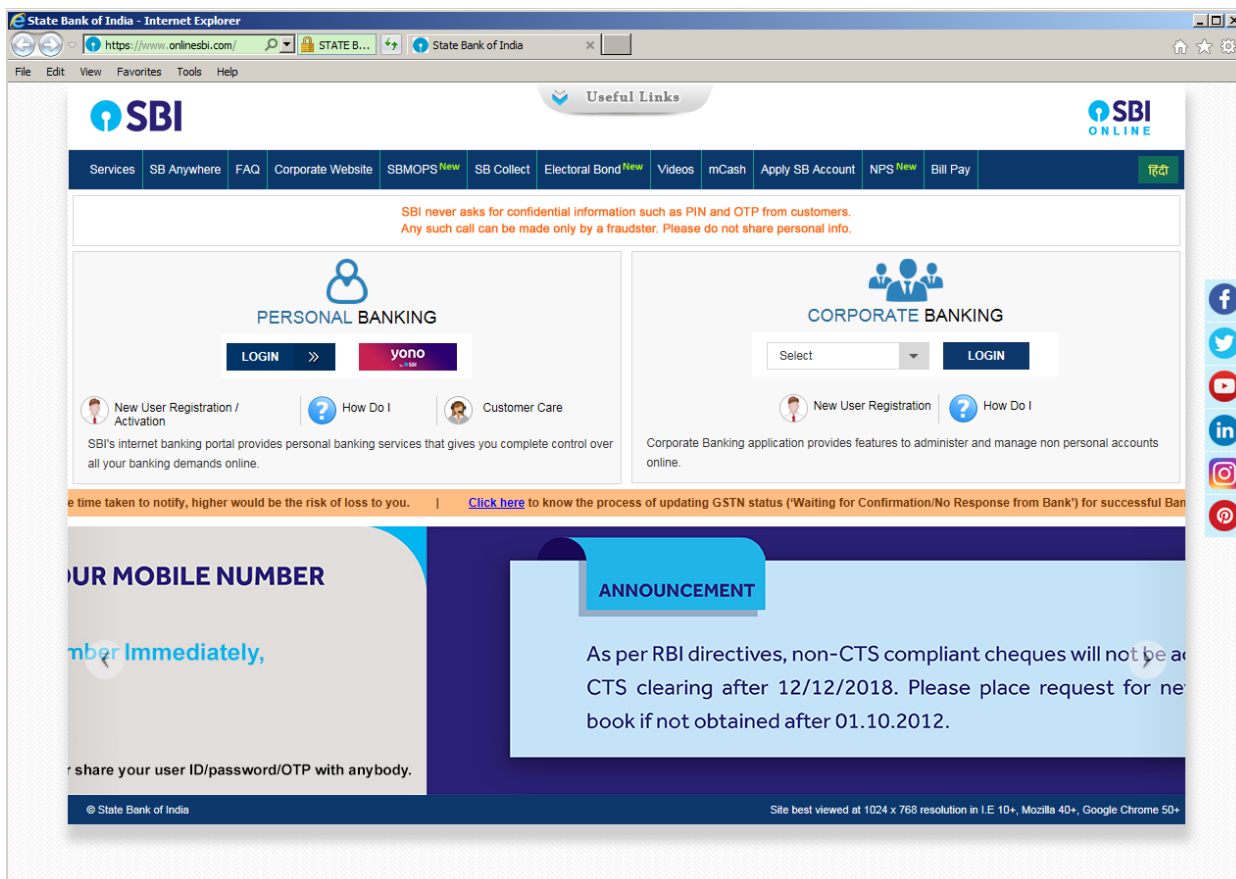 State Bank of India - Internet Explorer
https://www.onlinesbi.com/ STATE B... State Bank of India
File Edit View Favorites Tools Help
Useful Links
SBI
SBI
ONLINE
Services SB Anywhere FAQ Corporate Website SBMOPS New SB Collect Electoral Bond New Videos mCash Apply SB Account NPS New Bill Pay हिंदी
SBI never asks for confidential information such as PIN and OTP from customers.
Any such call can be made only by a fraudster. Please do not share personal info.
PERSONAL BANKING
LOGIN
yono
by SBI
New User Registration /
Activation
How Do I
Customer Care
SBI's internet banking portal provides personal banking services that gives you complete control over
all your banking demands online.
CORPORATE BANKING
Select
LOGIN
New User Registration
How Do I
Corporate Banking application provides features to administer and manage non personal accounts
online.
e time taken to notify, higher would be the risk of loss to you. | Click here to know the process of updating GSTN status ('Waiting for Confirmation/No Response from Bank') for successful Ban
OUR MOBILE NUMBER
mber Immediately,
r share your user ID/password/OTP with anybody.
ANNOUNCEMENT
As per RBI directives, non-CTS compliant cheques will not be ac
CTS clearing after 12/12/2018. Please place request for ne
book if not obtained after 01.10.2012.
© State Bank of India
Site best viewed at 1024 x 768 resolution in I.E 10+, Mozilla 40+, Google Chrome 50+